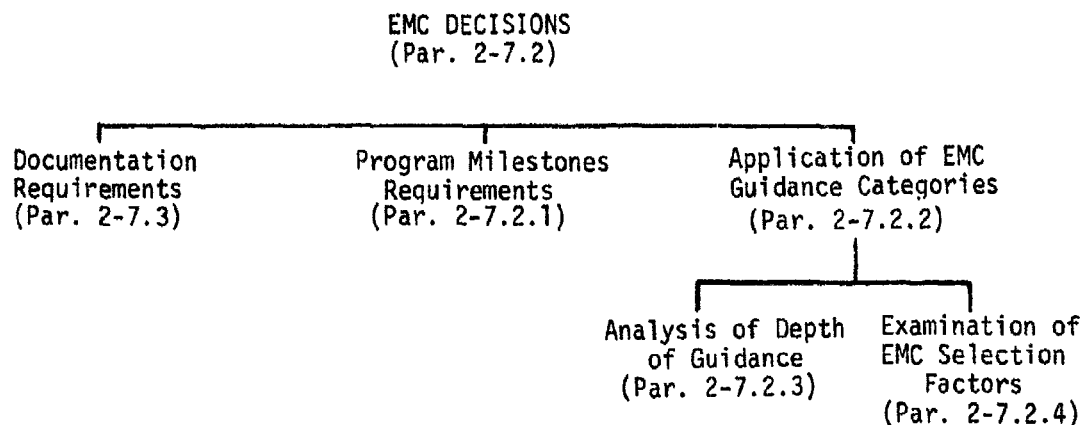 EMC DECISIONS
(Par. 2-7.2)
Documentation
Requirements
(Par. 2-7.3)
Program Milestones
Requirements
(Par. 2-7.2.1)
Application of EMC
Guidance Categories
(Par. 2-7.2.2)
Analysis of Depth
of Guidance
(Par. 2-7.2.3)
Examination of
EMC Selection
Factors
(Par. 2-7.2.4)